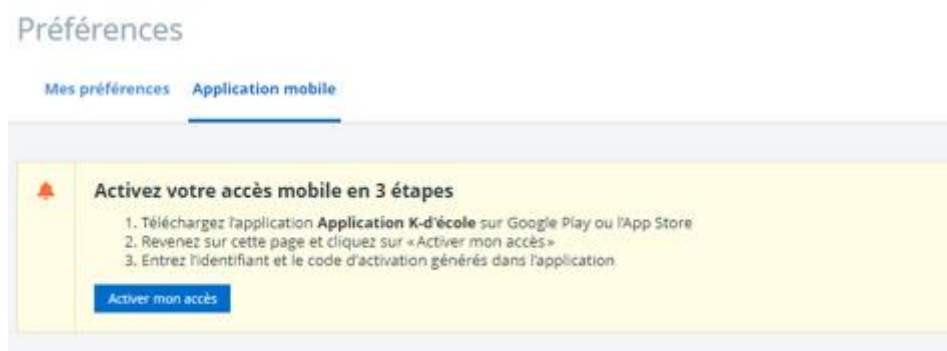 Préférences
Mes préférences Application mobile
Activez votre accès mobile en 3 étapes
1. Téléchargez l'application Application K-d'école sur Google Play ou l'App Store
2. Revenez sur cette page et cliquez sur «Activer mon accès»
3. Entrez l'identifiant et le code d'activation générés dans l'application
Activer mon accès